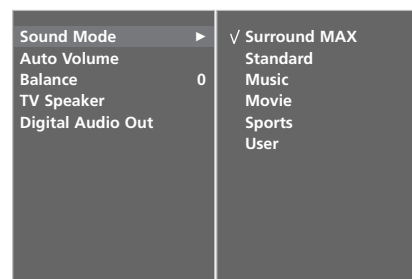 Sound Mode ►
Auto Volume
Balance 0
TV Speaker
Digital Audio Out
√ Surround MAX
Standard
Music
Movie
Sports
User